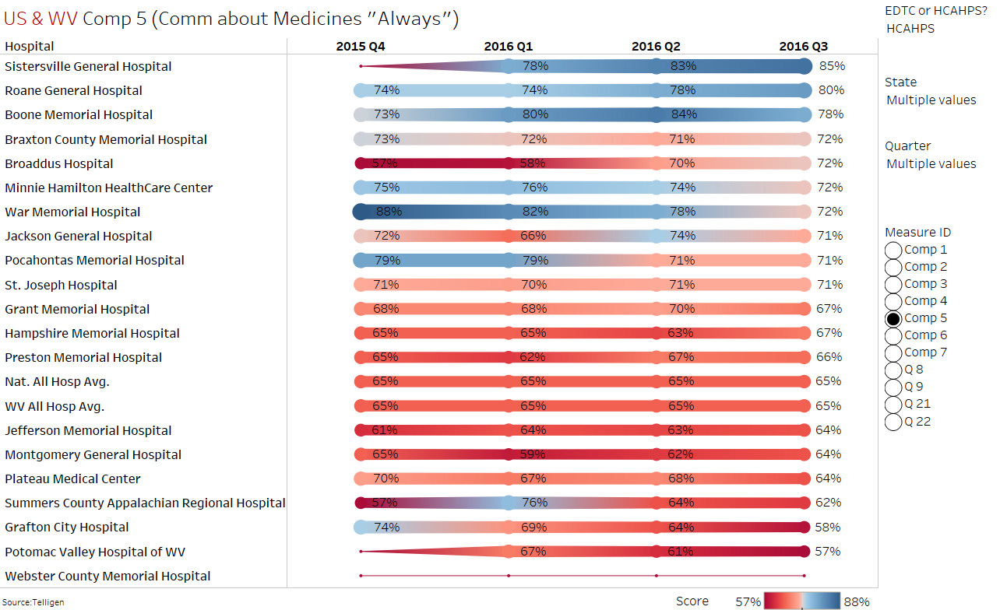 US & WV Comp 5 (Comm about Medicines "Always")
EDTC or HCAHPS?
HCAHPS
Hospital 2015 Q4 2016 Q1 2016 Q2 2016 Q3
Sistersville General Hospital 78% 83% 85%
Roane General Hospital 74% 74% 78% 80%
Boone Memorial Hospital 73% 80% 84% 78%
Braxton County Memorial Hospital 73% 72% 71% 72%
Broaddus Hospital 57% 58% 70% 72%
Minnie Hamilton HealthCare Center 75% 76% 74% 72%
War Memorial Hospital 88% 82% 78% 72%
Jackson General Hospital 72% 66% 74% 71%
Pocahontas Memorial Hospital 79% 79% 71% 71%
St. Joseph Hospital 71% 70% 71% 71%
Grant Memorial Hospital 68% 68% 70% 67%
Hampshire Memorial Hospital 65% 65% 63% 67%
Preston Memorial Hospital 65% 62% 67% 66%
Nat. All Hosp Avg. 65% 65% 65% 65%
WV All Hosp Avg. 65% 65% 65% 65%
Jefferson Memorial Hospital 61% 64% 63% 64%
Montgomery General Hospital 65% 59% 62% 64%
Plateau Medical Center 70% 67% 68% 64%
Summers County Appalachian Regional Hospital 57% 76% 64% 62%
Grafton City Hospital 74% 69% 64% 58%
Potomac Valley Hospital of WV 67% 61% 57%
Webster County Memorial Hospital
State
Multiple values
Quarter
Multiple values
Measure ID
Comp 1
Comp 2
Comp 3
Comp 4
Comp 5
Comp 6
Comp 7
Q 8
Q 9
Q 21
Q 22
Source:Telligen
Score 57% 88%